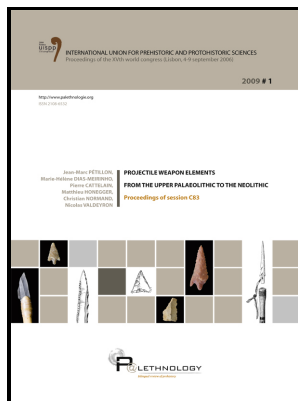 uispp
INTERNATIONAL UNION FOR PREHISTORIC AND PROTOHISTORIC SCIENCES
Proceedings of the XVth world congress (Lisbon, 4-9 september 2006)
2009 # 1
http://www.palethnologie.org
Jean-Marc PÉTILLON,
Marie-Hélène DIAS-MEIRINHO,
Pierre CATTELAIN,
Matthieu HONEGGER,
Christian NORMAND,
Nicolas VALDEYRON
PROJECTILE WEAPON ELEMENTS
FROM THE UPPER PALAEOLITHIC TO THE NEOLITHIC
Proceedings of session C83
P@LETHNOLOGY